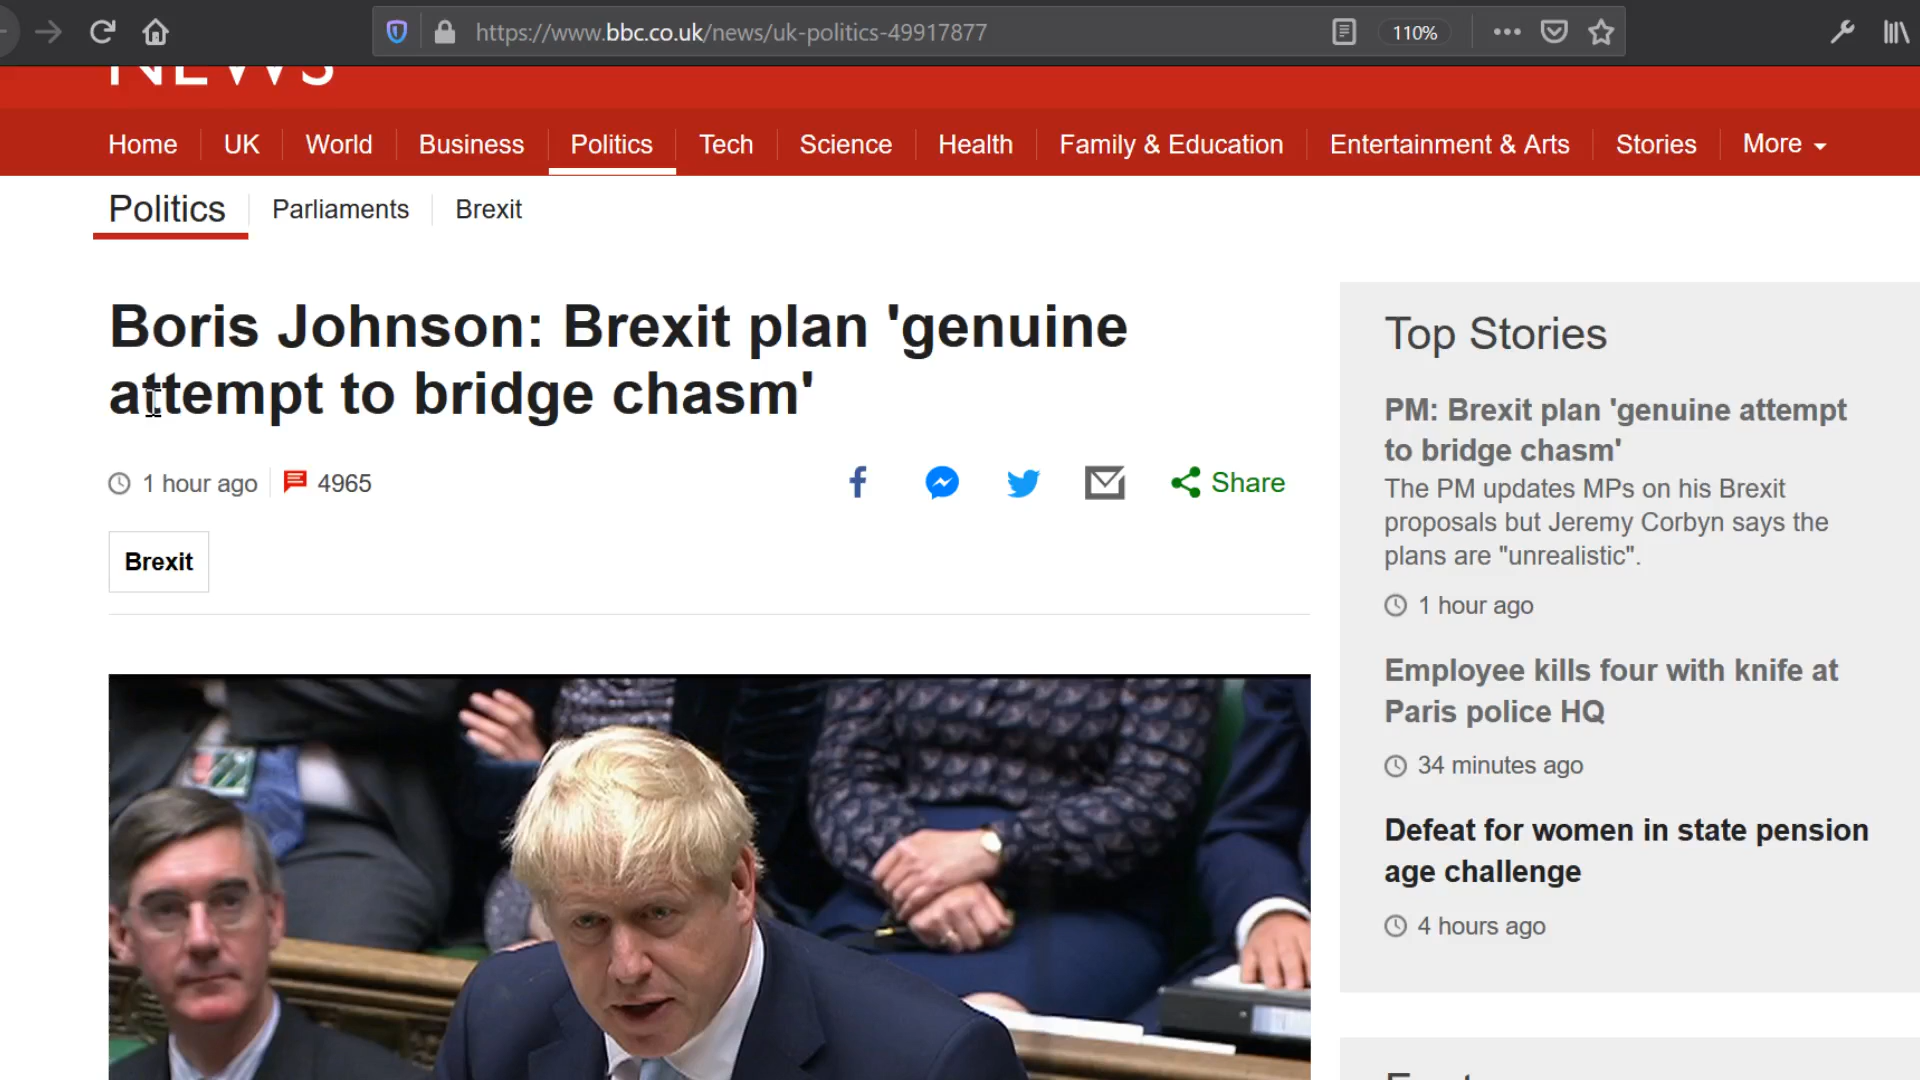 https://www.bbc.co.uk/news/uk-politics-49917877
110%
NEWS
Home UK World Business Politics Tech Science Health Family & Education Entertainment & Arts Stories More
Politics Parliaments Brexit
Boris Johnson: Brexit plan 'genuine
attempt to bridge chasm'
1 hour ago 4965
Share
Brexit
Top Stories
PM: Brexit plan 'genuine attempt
to bridge chasm'
The PM updates MPs on his Brexit
proposals but Jeremy Corbyn says the
plans are "unrealistic".
1 hour ago
Employee kills four with knife at
Paris police HQ
34 minutes ago
Defeat for women in state pension
age challenge
4 hours ago